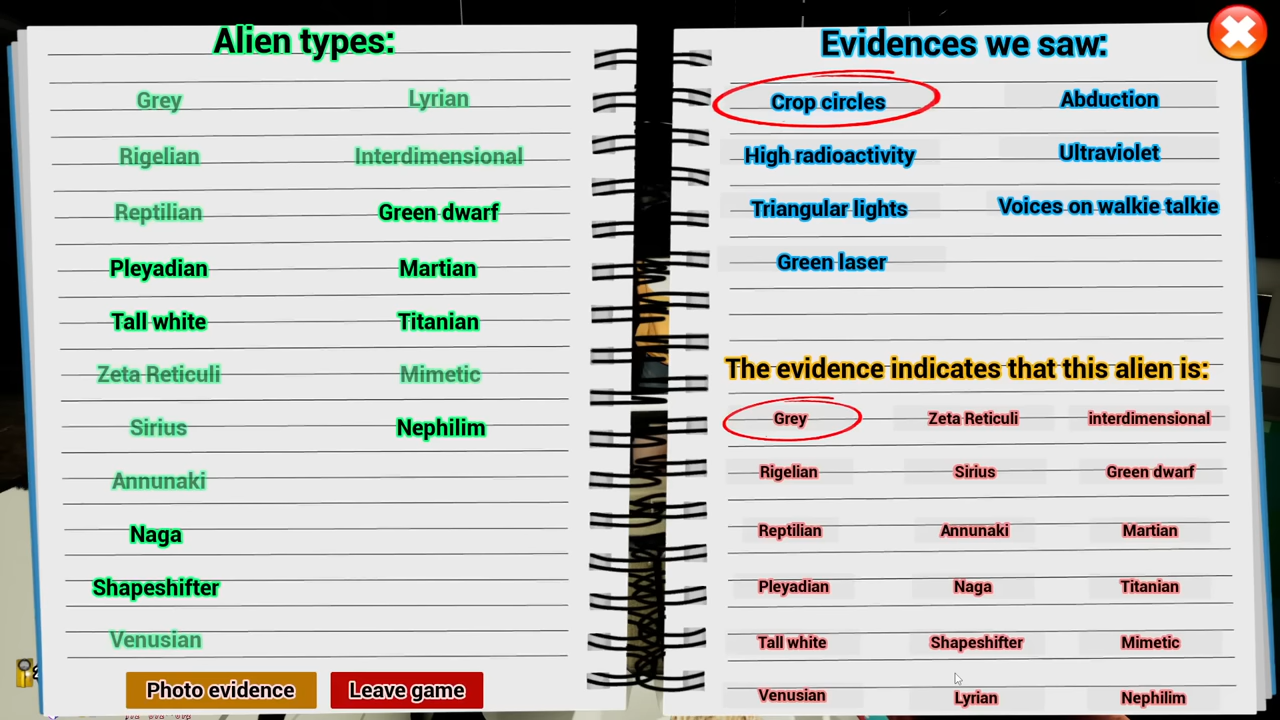 Alien types:
Grey
Lyrian
Rigelian
Interdimensional
Reptilian
Green dwarf
Pleyadian
Martian
Tall white
Titanian
Zeta Reticuli
Mimetic
Sirius
Nephilim
Annunaki
Naga
Shapeshifter
Venusian
Photo evidence
Leave game
Evidences we saw:
Crop circles
Abduction
High radioactivity
Ultraviolet
Triangular lights
Voices on walkie talkie
Green laser
The evidence indicates that this alien is:
Grey
Zeta Reticuli
interdimensional
Rigelian
Sirius
Green dwarf
Reptilian
Annunaki
Martian
Pleyadian
Naga
Titanian
Tall white
Shapeshifter
Mimetic
Venusian
Lyrian
Nephilim